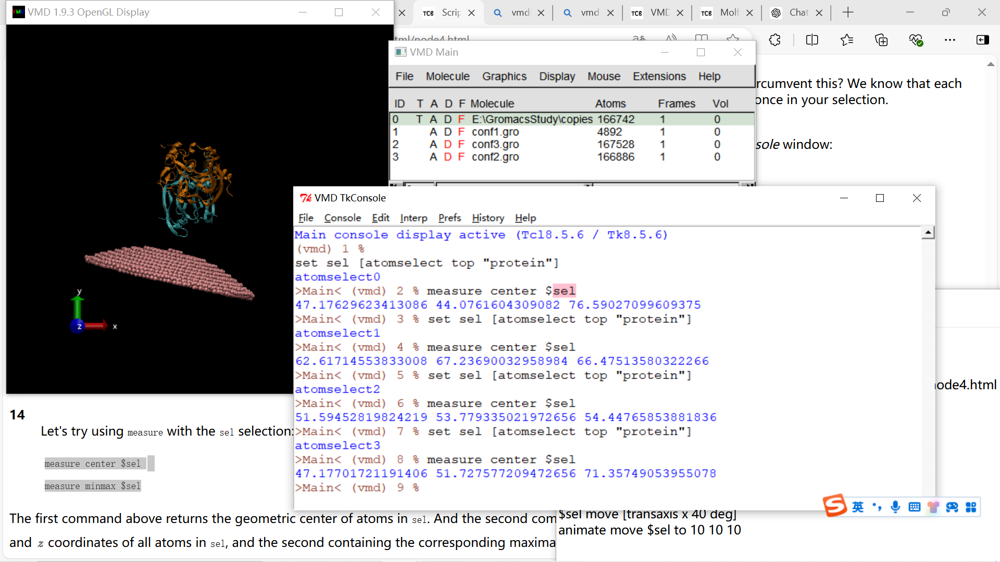 VMD 1.9.3 OpenGL Display
Scrip
vmd
vmd
VMD
Molf
Chat
tml/node4.html
VMD Main
File Molecule Graphics Display Mouse Extensions Help
ID T A D F Molecule Atoms Frames Vol
0 T A D F E:\GromacsStudy\copies 166742 1 0
1 A D F conf1.gro 4892 1 0
2 A D F conf3.gro 167528 1 0
3 A D F conf2.gro 166886 1 0
rcumvent this? We know that each
once in your selection.
sole window:
y
z
x
VMD TkConsole
File Console Edit Interp Prefs History Help
Main console display active (Tcl8.5.6 / Tk8.5.6)
(vmd) 1 %
set sel [atomselect top "protein"]
atomselect0
>Main< (vmd) 2 % measure center $sel
47.17629623413086 44.0761604309082 76.59027099609375
>Main< (vmd) 3 % set sel [atomselect top "protein"]
atomselect1
>Main< (vmd) 4 % measure center $sel
62.61714553833008 67.23690032958984 66.47513580322266
>Main< (vmd) 5 % set sel [atomselect top "protein"]
atomselect2
>Main< (vmd) 6 % measure center $sel
51.59452819824219 53.779335021972656 54.44765853881836
>Main< (vmd) 7 % set sel [atomselect top "protein"]
atomselect3
>Main< (vmd) 8 % measure center $sel
47.17701721191406 51.727577209472656 71.35749053955078
>Main< (vmd) 9 %
node4.html
14
Let's try using measure with the sel selection:
measure center $sel
measure minmax $sel
The first command above returns the geometric center of atoms in sel. And the second com
and z coordinates of all atoms in sel, and the second containing the corresponding maxima
$sel move [transaxis x 40 deg]
animate move $sel to 10 10 10
英